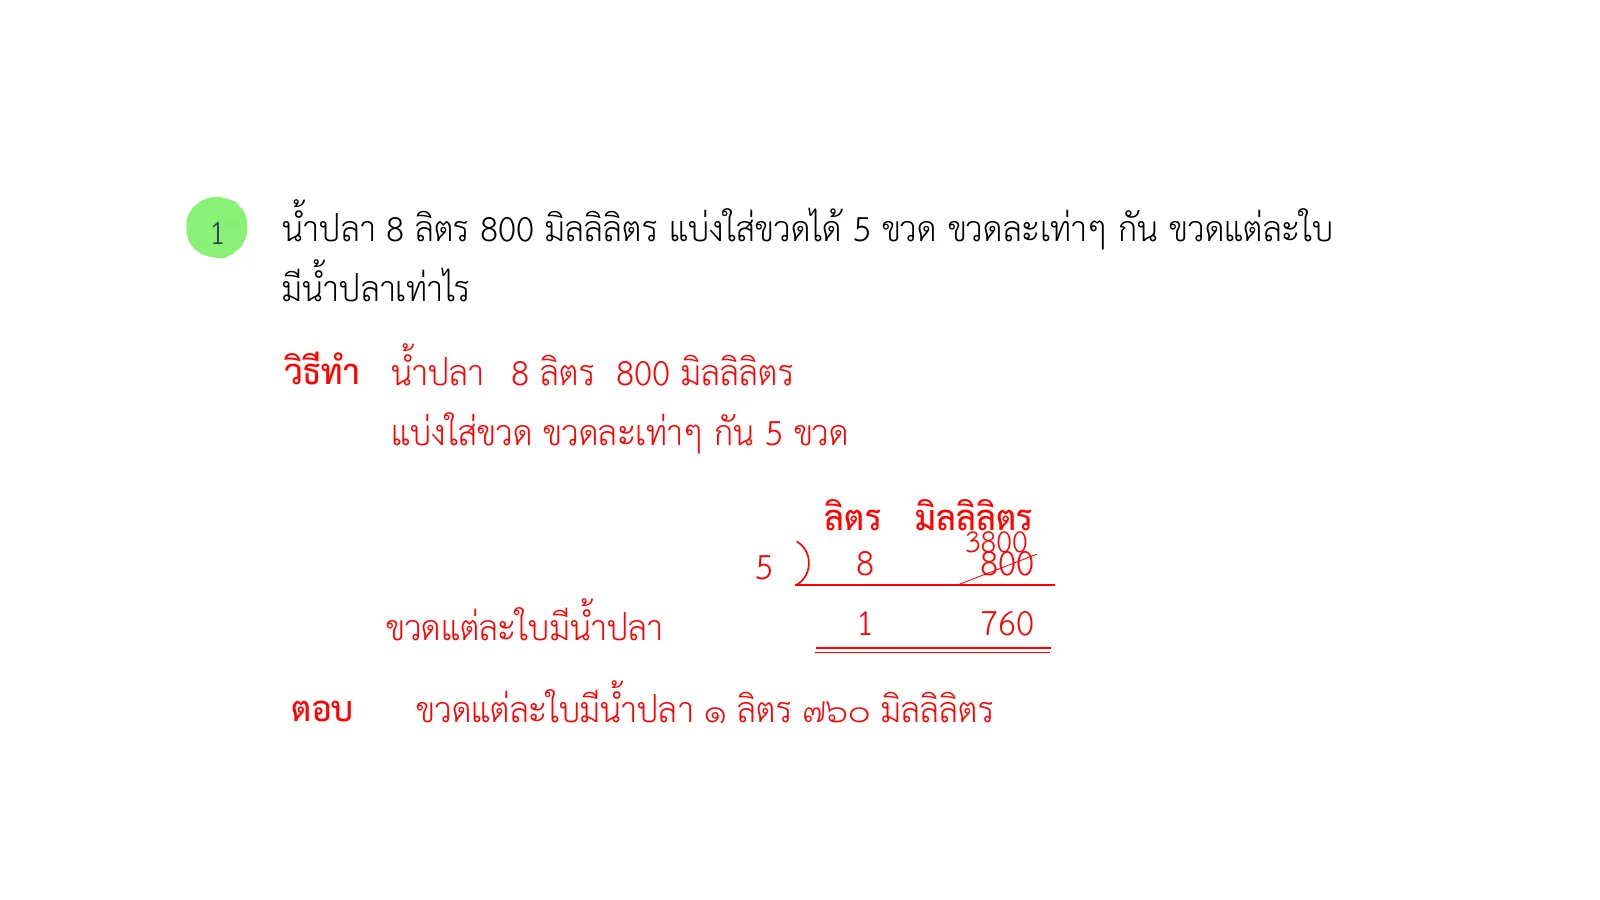 1 น้ำปลา 8 ลิตร 800 มิลลิลิตร แบ่งใส่ขวดได้ 5 ขวด ขวดละเท่าๆ กัน ขวดแต่ละใบ
มีน้ำปลาเท่าไร
วิธีทำ น้ำปลา 8 ลิตร 800 มิลลิลิตร
แบ่งใส่ขวด ขวดละเท่าๆ กัน 5 ขวด
ลิตร มิลลิลิตร
3800
5 ) 8 800
ขวดแต่ละใบมีน้ำปลา 1 760
ตอบ ขวดแต่ละใบมีน้ำปลา ๑ ลิตร ๗๖๐ มิลลิลิตร